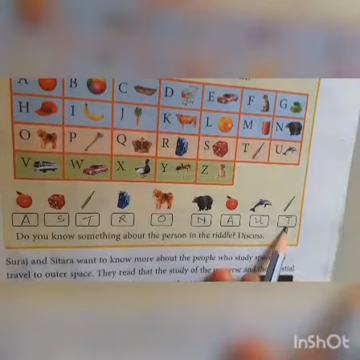 A B C D E F G
H I J K L M N
O P Q R S T U
V W X Y Z
A S T R O N A U T
Do you know something about the person in the riddle? Discuss.
Suraj and Sitara want to know more about the people who study
travel to outer space. They read that the study of the
InShOt